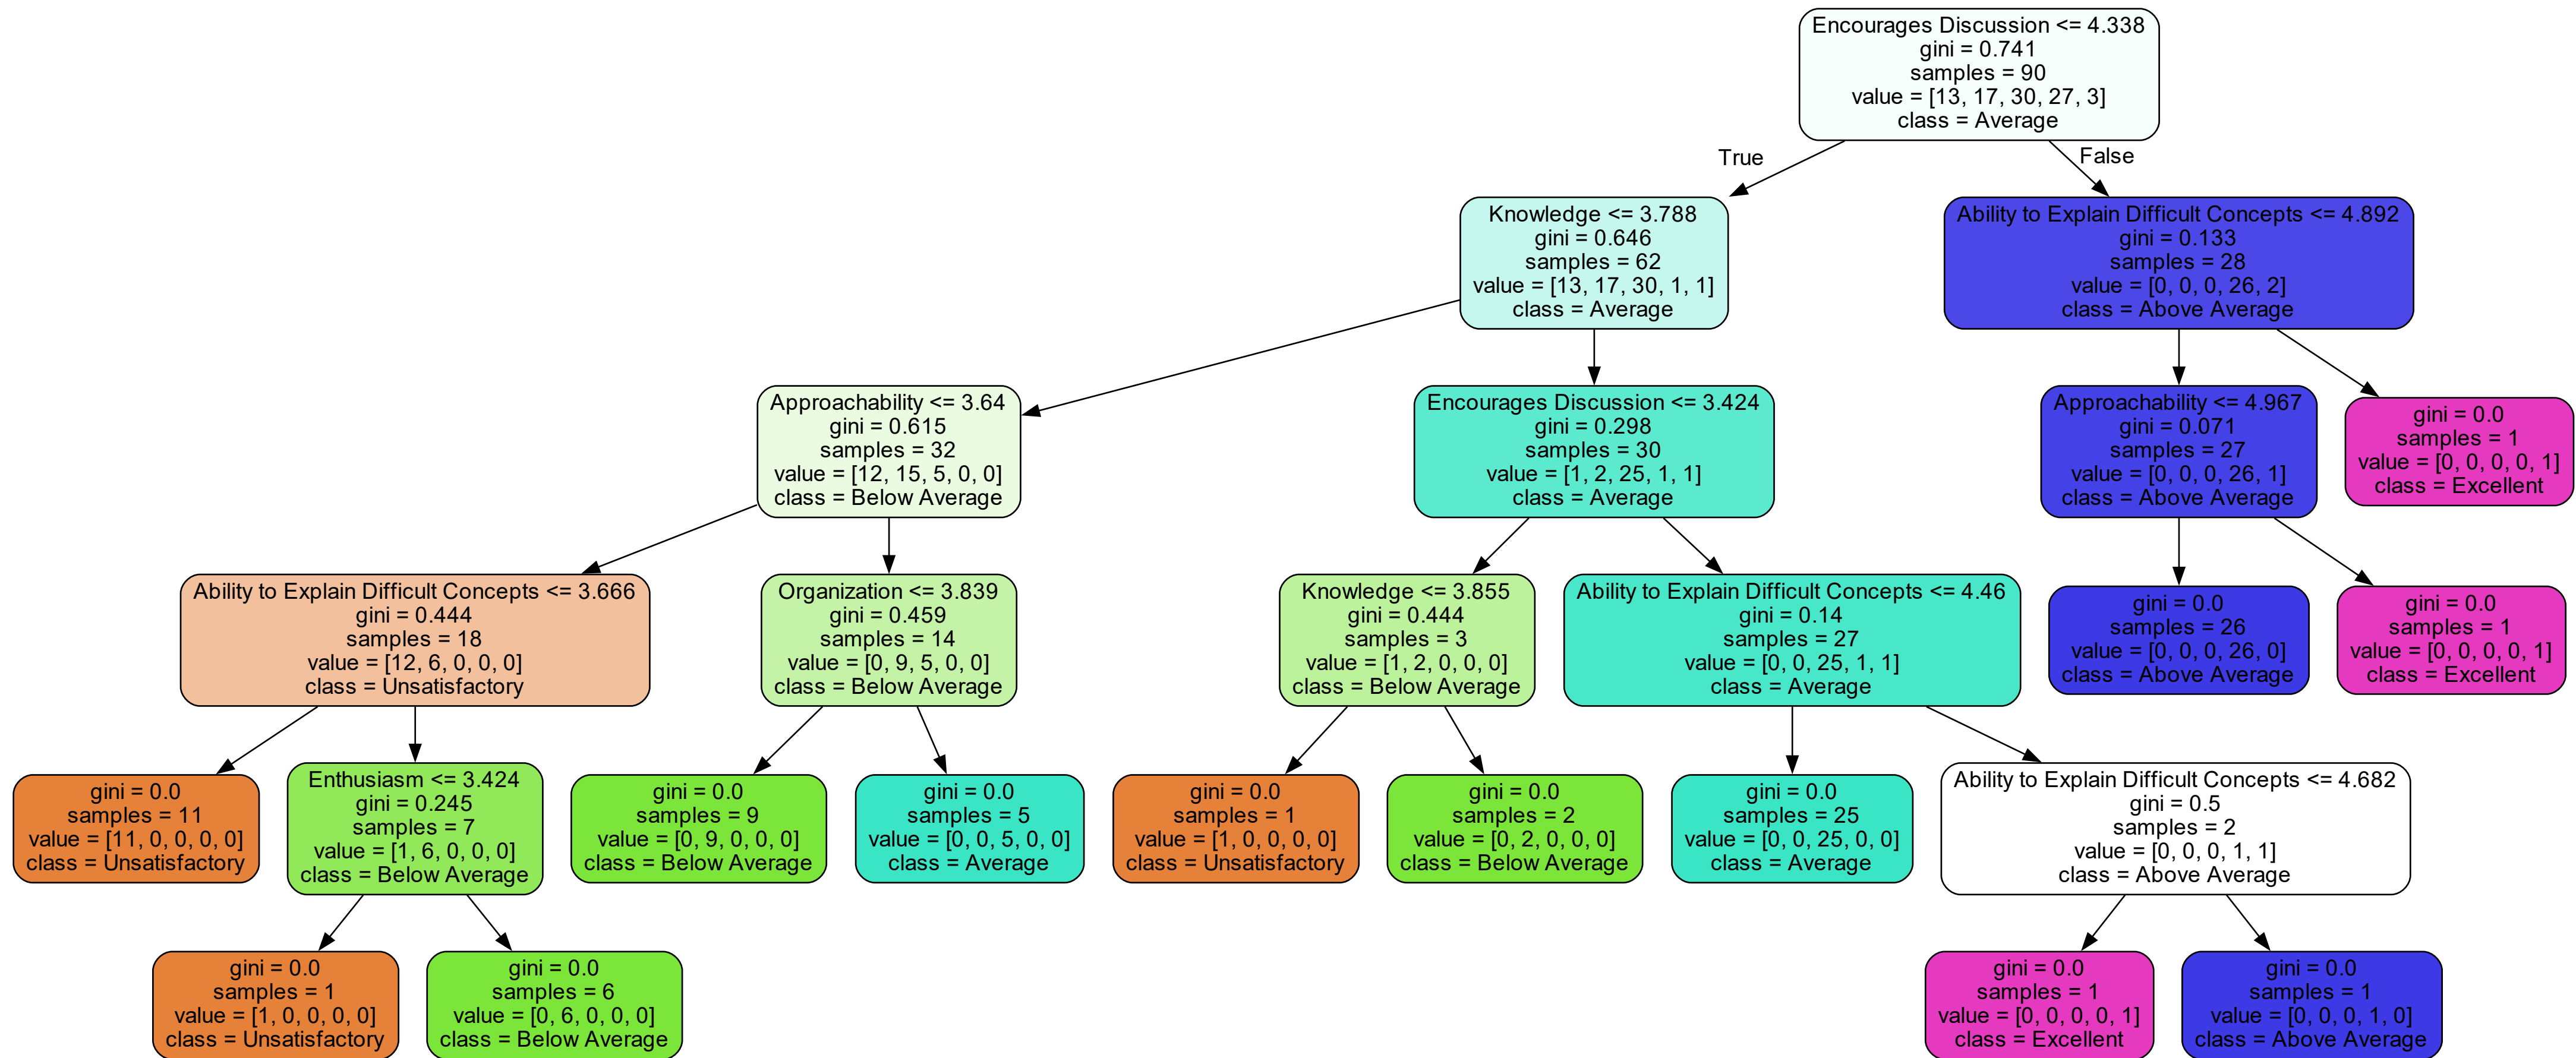 Encourages Discussion <= 4.338
gini = 0.741
samples = 90
value = [13, 17, 30, 27, 3]
class = Average
True
False
Knowledge <= 3.788
gini = 0.646
samples = 62
value = [13, 17, 30, 1, 1]
class = Average
Ability to Explain Difficult Concepts <= 4.892
gini = 0.133
samples = 28
value = [0, 0, 0, 26, 2]
class = Above Average
Approachability <= 3.64
gini = 0.615
samples = 32
value = [12, 15, 5, 0, 0]
class = Below Average
Encourages Discussion <= 3.424
gini = 0.298
samples = 30
value = [1, 2, 25, 1, 1]
class = Average
Approachability <= 4.967
gini = 0.071
samples = 27
value = [0, 0, 0, 26, 1]
class = Above Average
gini = 0.0
samples = 1
value = [0, 0, 0, 0, 1]
class = Excellent
Ability to Explain Difficult Concepts <= 3.666
gini = 0.444
samples = 18
value = [12, 6, 0, 0, 0]
class = Unsatisfactory
Organization <= 3.839
gini = 0.459
samples = 14
value = [0, 9, 5, 0, 0]
class = Below Average
Knowledge <= 3.855
gini = 0.444
samples = 3
value = [1, 2, 0, 0, 0]
class = Below Average
Ability to Explain Difficult Concepts <= 4.46
gini = 0.14
samples = 27
value = [0, 0, 25, 1, 1]
class = Average
gini = 0.0
samples = 26
value = [0, 0, 0, 26, 0]
class = Above Average
gini = 0.0
samples = 1
value = [0, 0, 0, 0, 1]
class = Excellent
gini = 0.0
samples = 11
value = [11, 0, 0, 0, 0]
class = Unsatisfactory
Enthusiasm <= 3.424
gini = 0.245
samples = 7
value = [1, 6, 0, 0, 0]
class = Below Average
gini = 0.0
samples = 9
value = [0, 9, 0, 0, 0]
class = Below Average
gini = 0.0
samples = 5
value = [0, 0, 5, 0, 0]
class = Average
gini = 0.0
samples = 1
value = [1, 0, 0, 0, 0]
class = Unsatisfactory
gini = 0.0
samples = 2
value = [0, 2, 0, 0, 0]
class = Below Average
gini = 0.0
samples = 25
value = [0, 0, 25, 0, 0]
class = Average
Ability to Explain Difficult Concepts <= 4.682
gini = 0.5
samples = 2
value = [0, 0, 0, 1, 1]
class = Above Average
gini = 0.0
samples = 1
value = [1, 0, 0, 0, 0]
class = Unsatisfactory
gini = 0.0
samples = 6
value = [0, 6, 0, 0, 0]
class = Below Average
gini = 0.0
samples = 1
value = [0, 0, 0, 0, 1]
class = Excellent
gini = 0.0
samples = 1
value = [0, 0, 0, 1, 0]
class = Above Average